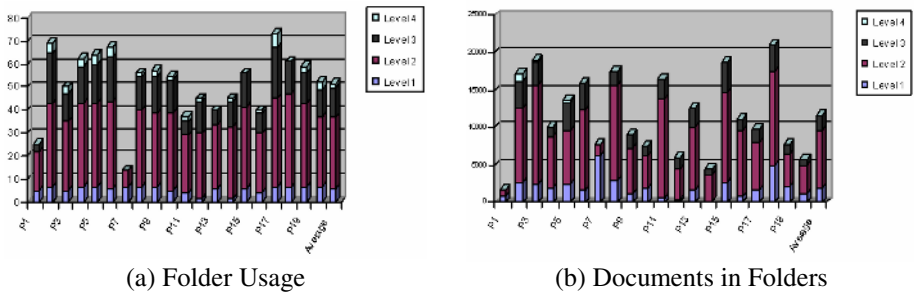 80
70
60
50
40
30
20
10
0
P1 P3 P5 P7 P9 P11 P13 P15 P17 P19 Average
Level 4
Level 3
Level 2
Level 1
(a) Folder Usage
25000
20000
15000
10000
5000
0
P1 P3 P5 P7 P9 P11 P13 P15 P17 P19 Average
Level 4
Level 3
Level 2
Level 1
(b) Documents in Folders